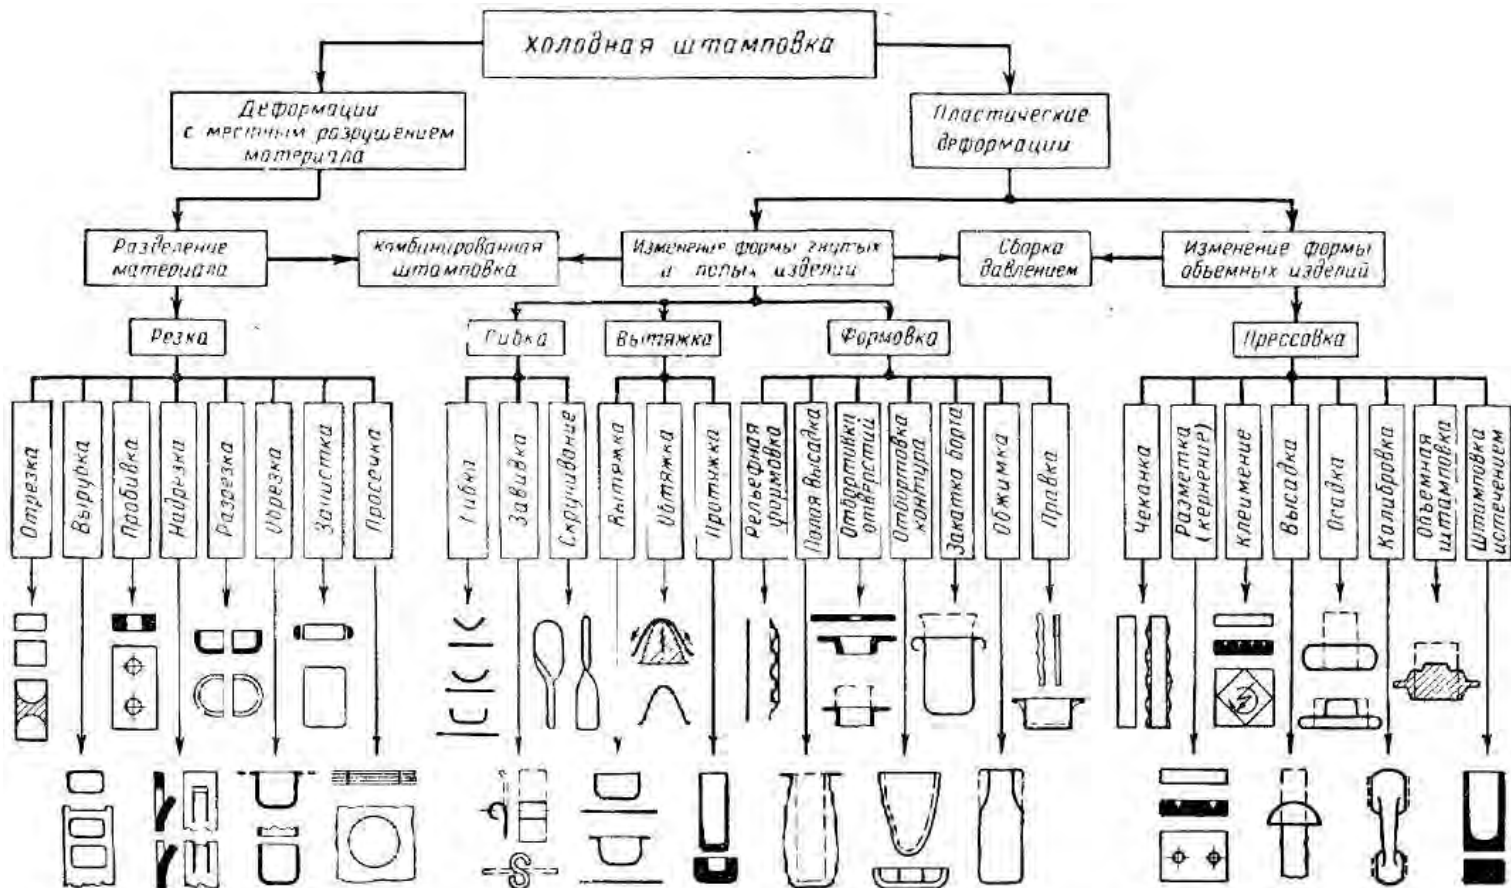 Холодная штамповка
Деформации
с местным разрушением
материала
Пластические
деформации
Разделение
материала
Комбинированная
штамповка
Изменение формы гнутых
и полых изделий
Сборка
давлением
Изменение формы
объемных изделий
Резка
Гибка
Вытяжка
Формовка
Прессовка
Отрезка
Вырубка
Пробивка
Надрезка
Разрезка
Обрезка
Зачистка
Просечка
Гибка
Завивка
Скручивание
Вытяжка
Обтяжка
Протяжка
Рельефная
формовка
Полая высадка
Отбортовка
отверстий
Отбортовка
контура
Закатка борта
Обжимка
Правка
Чеканка
Разметка
(кернение)
Клеймение
Высадка
Осадка
Калибровка
Объемная
штамповка
Штамповка
истечением